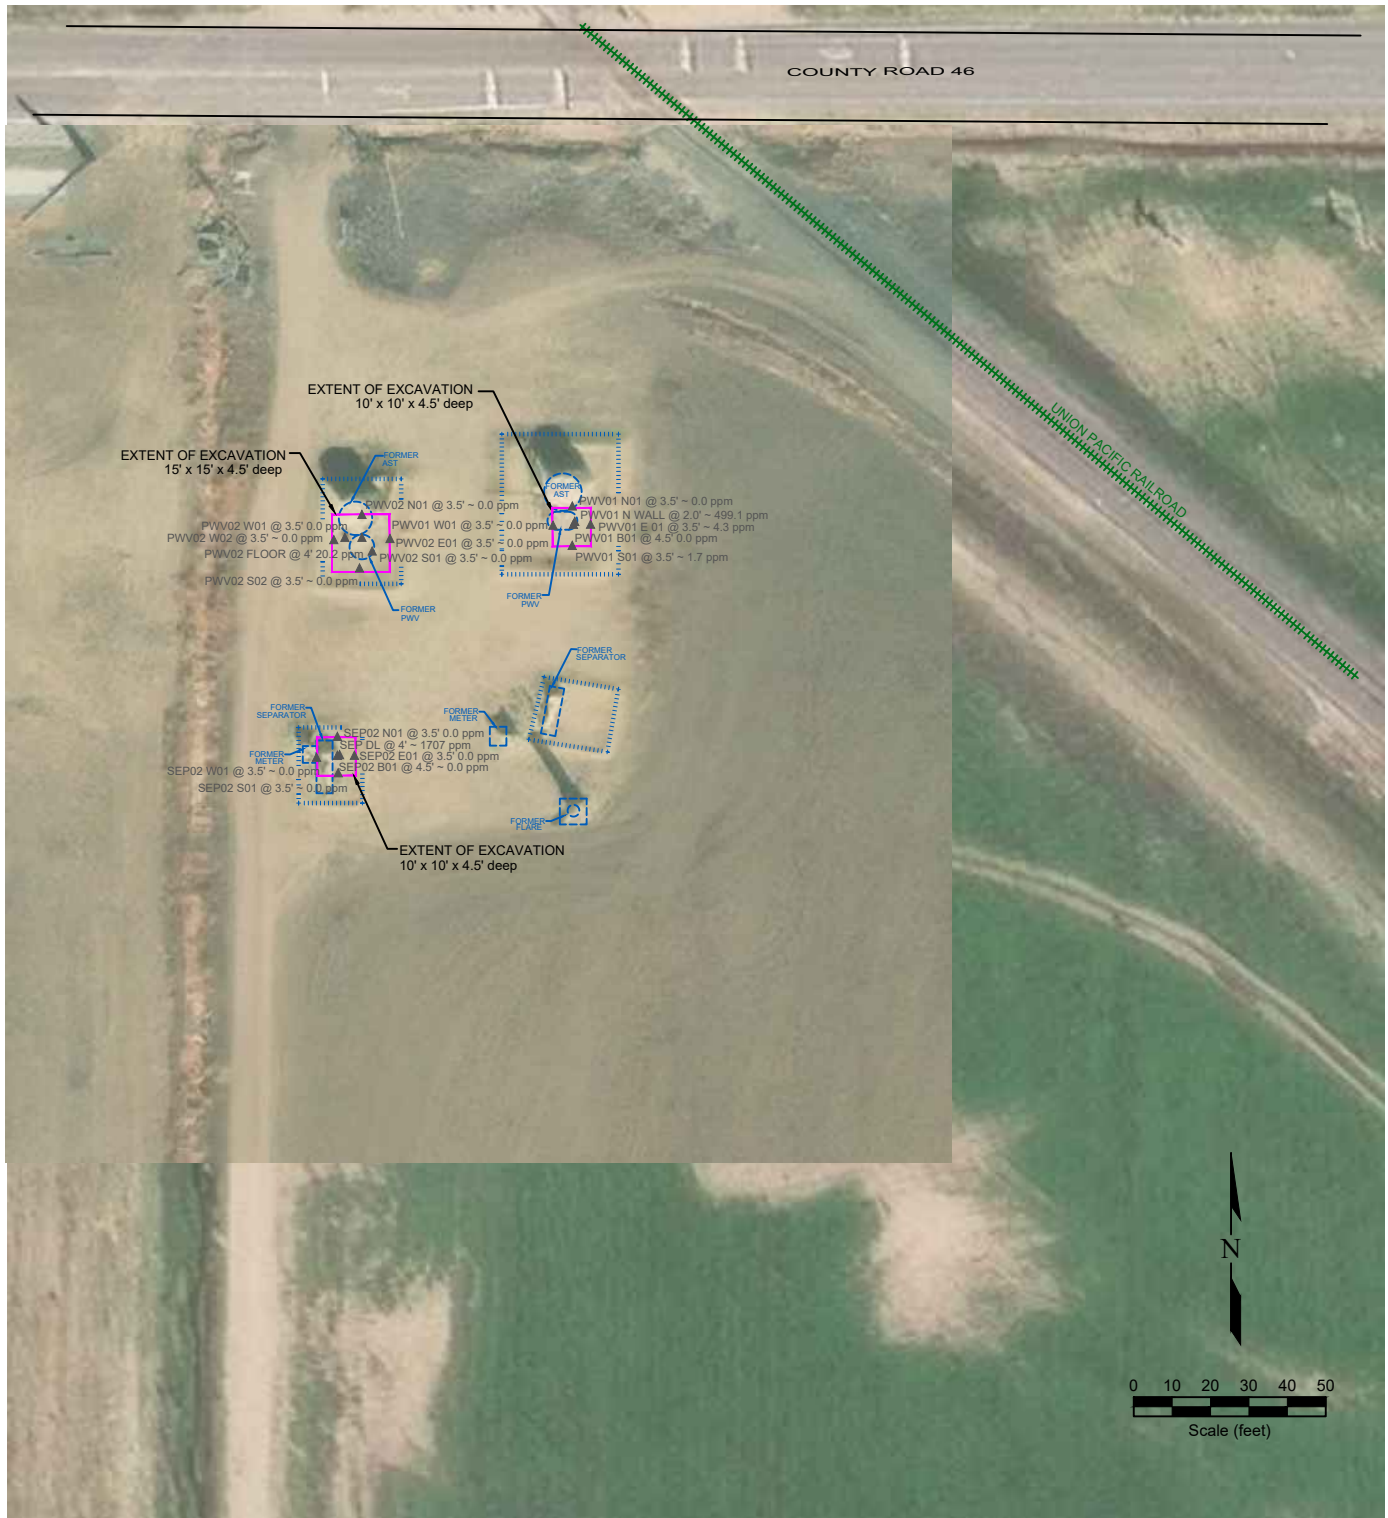 COUNTY ROAD 46
UNION PACIFIC RAILROAD
EXTENT OF EXCAVATION
10' x 10' x 4.5' deep
EXTENT OF EXCAVATION
15' x 15' x 4.5' deep
FORMER
AST
PWV02 N01 @ 3.5' ~ 0.0 ppm
PWV02 W01 @ 3.5' 0.0 ppm
PWV02 W02 @ 3.5' ~ 0.0 ppm
PWV02 E01 @ 3.5' ~ 0.0 ppm
PWV02 FLOOR @ 4' 20.2 ppm
PWV02 S01 @ 3.5' ~ 0.0 ppm
PWV02 S02 @ 3.5' ~ 0.0 ppm
FORMER
PWV
FORMER
AST
PWV01 N01 @ 3.5' ~ 0.0 ppm
PWV01 N WALL @ 2.0' ~ 499.1 ppm
PWV01 W01 @ 3.5' ~ 0.0 ppm
PWV01 E 01 @ 3.5' ~ 4.3 ppm
PWV01 B01 @ 4.5' 0.0 ppm
PWV01 S01 @ 3.5' ~ 1.7 ppm
FORMER
PWV
FORMER
SEPARATOR
FORMER
METER
FORMER
FLARE
FORMER
SEPARATOR
FORMER
METER
SEP02 N01 @ 3.5' 0.0 ppm
SEP DL @ 4' ~ 1707 ppm
SEP02 E01 @ 3.5' 0.0 ppm
SEP02 B01 @ 4.5' ~ 0.0 ppm
SEP02 W01 @ 3.5' ~ 0.0 ppm
SEP02 S01 @ 3.5' ~ 0.0 ppm
EXTENT OF EXCAVATION
10' x 10' x 4.5' deep
N
0 10 20 30 40 50
Scale (feet)